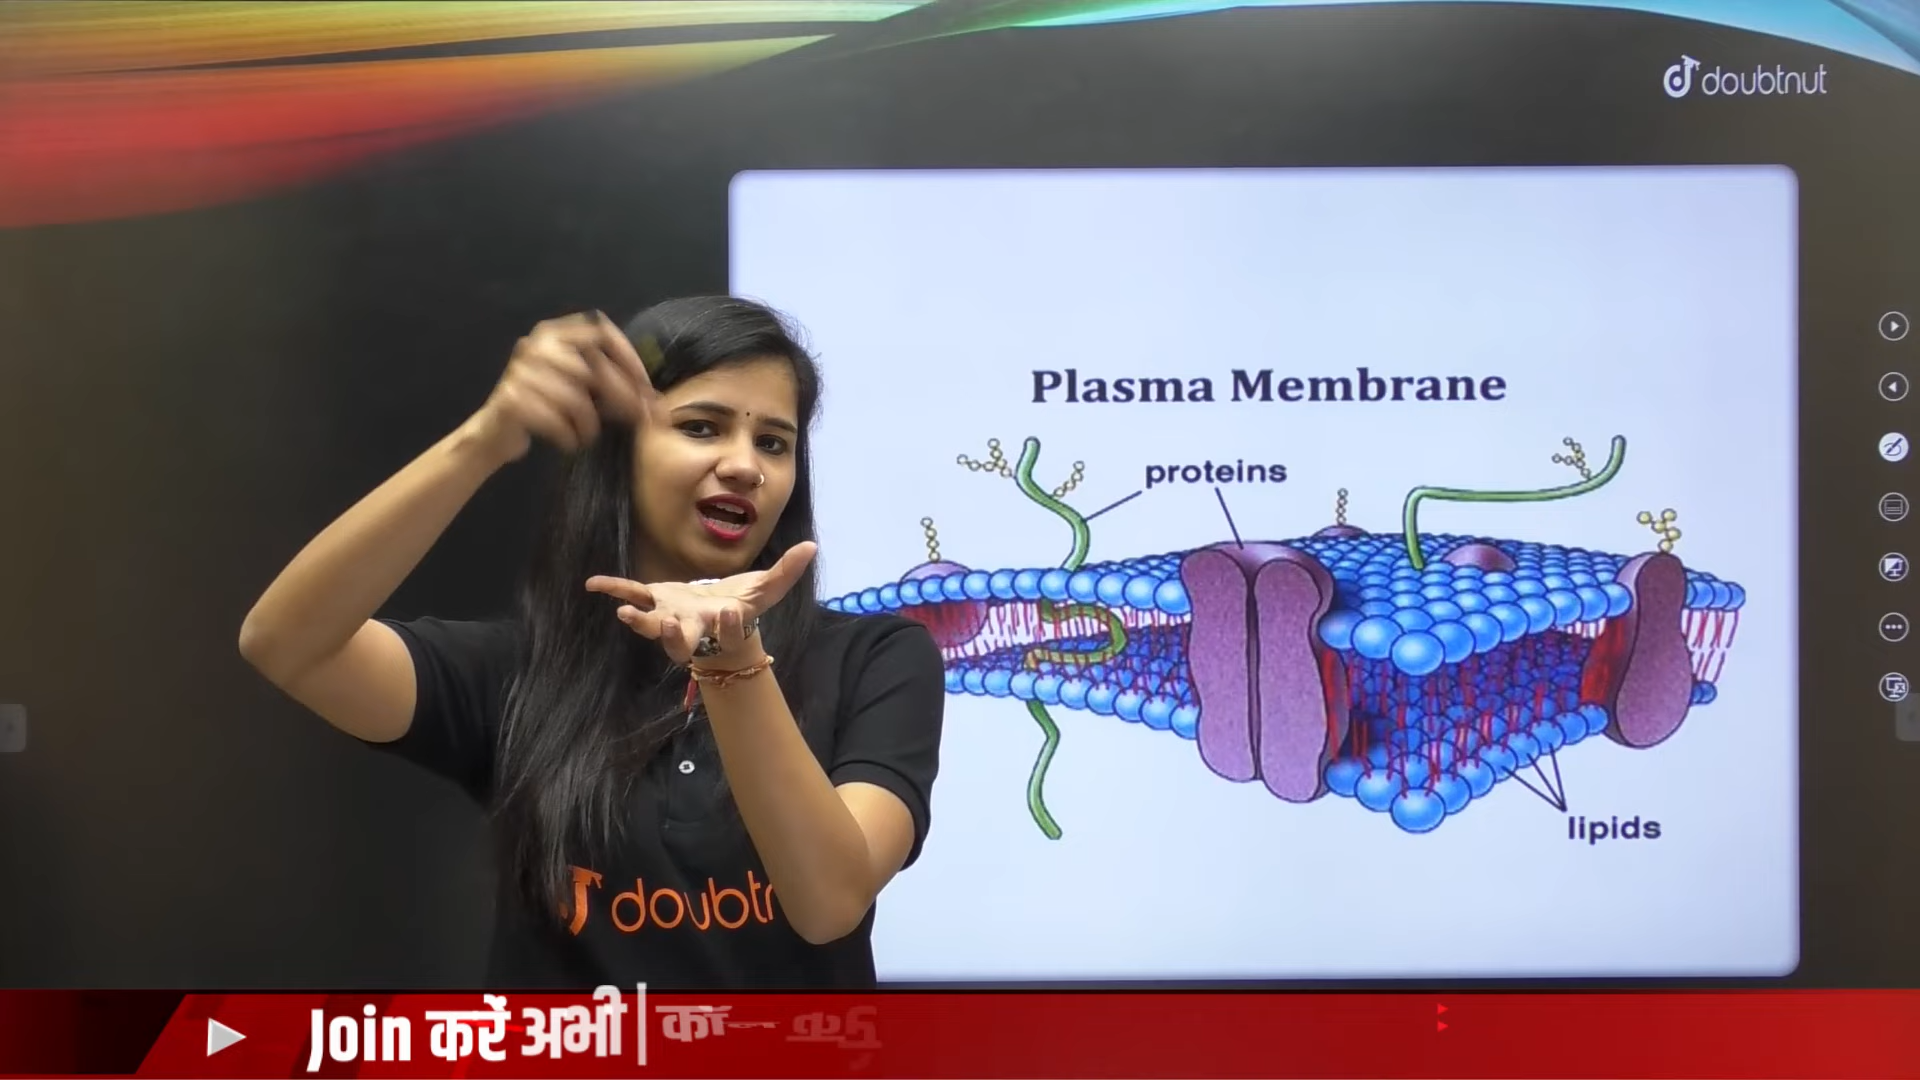 doubtnut
Plasma Membrane
proteins
lipids
doubt
Join करें अभी